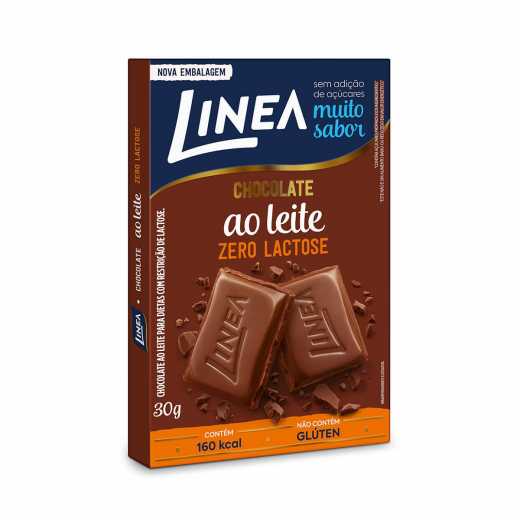 NOVA EMBALAGEM
LINEA
sem adição
de açúcares
muito
sabor
CHOCOLATE
ao leite
ZERO LACTOSE
CHOCOLATE AO LEITE PARA DIETAS COM RESTRIÇÃO DE LACTOSE.
30g
LINEA
LINEA
CONTÉM
160 kcal
NÃO CONTÉM
GLÚTEN
LINEA • CHOCOLATE ao leite ZERO LACTOSE